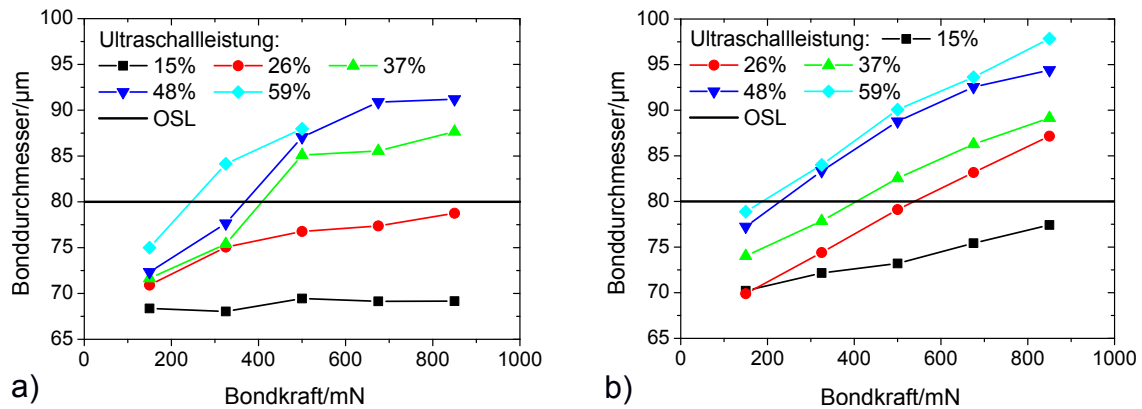 100
95
90
85
80
75
70
65
Bonddurchmesser/µm
Ultraschallleistung:
15% 26% 37%
48% 59%
OSL
0 200 400 600 800 1000
Bondkraft/mN
a)
100
95
90
85
80
75
70
65
Bonddurchmesser/µm
Ultraschallleistung: 15%
26% 37%
48% 59%
OSL
0 200 400 600 800 1000
Bondkraft/mN
b)